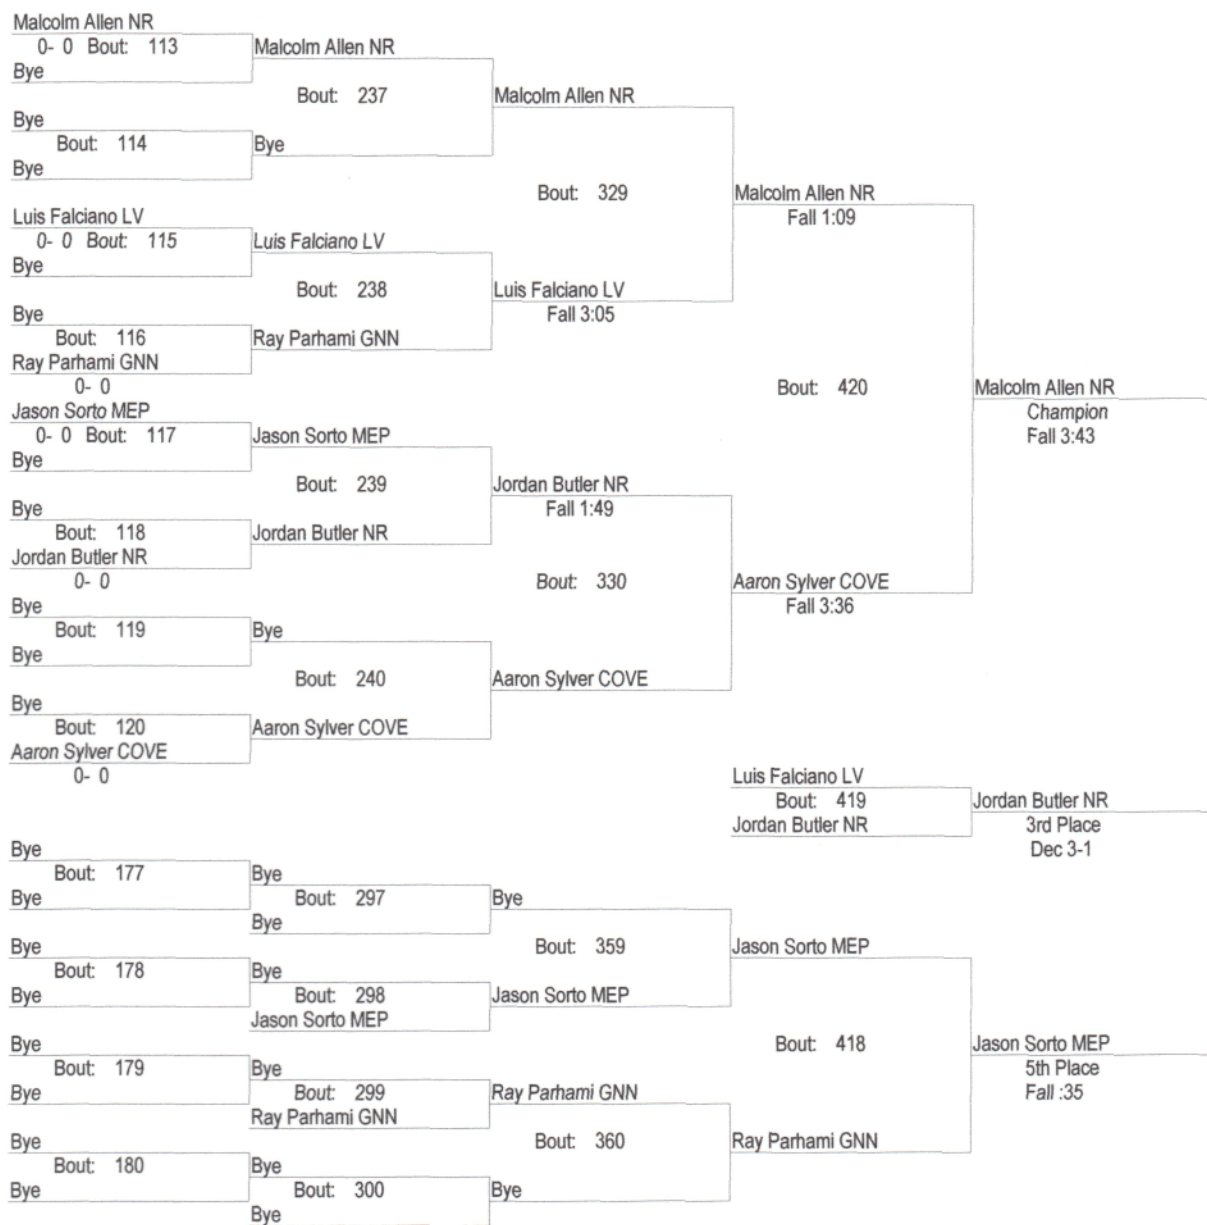 Malcolm Allen NR
0- 0 Bout: 113 Malcolm Allen NR
Bye
Bout: 237 Malcolm Allen NR
Bye
Bout: 114 Bye
Bye
Bout: 329 Malcolm Allen NR
Fall 1:09
Luis Falciano LV
0- 0 Bout: 115 Luis Falciano LV
Bye
Bout: 238 Luis Falciano LV
Fall 3:05
Bye
Bout: 116 Ray Parhami GNN
Ray Parhami GNN
0- 0
Bout: 420 Malcolm Allen NR
Champion
Fall 3:43
Jason Sorto MEP
0- 0 Bout: 117 Jason Sorto MEP
Bye
Bout: 239 Jordan Butler NR
Fall 1:49
Bye
Bout: 118 Jordan Butler NR
Jordan Butler NR
0- 0
Bout: 330 Aaron Sylver COVE
Fall 3:36
Bye
Bout: 119 Bye
Bye
Bout: 240 Aaron Sylver COVE
Bye
Bout: 120 Aaron Sylver COVE
Aaron Sylver COVE
0- 0
Luis Falciano LV
Bout: 419 Jordan Butler NR
Jordan Butler NR 3rd Place
Dec 3-1
Bye
Bout: 177 Bye
Bye Bout: 297 Bye
Bye
Bye Bout: 359 Jason Sorto MEP
Bout: 178 Bye
Bye Bout: 298 Jason Sorto MEP
Jason Sorto MEP
Bye Bout: 418 Jason Sorto MEP
Bout: 179 Bye 5th Place
Bye Bout: 299 Ray Parhami GNN Fall :35
Ray Parhami GNN
Bye Bout: 360 Ray Parhami GNN
Bout: 180 Bye
Bye Bout: 300 Bye
Bye